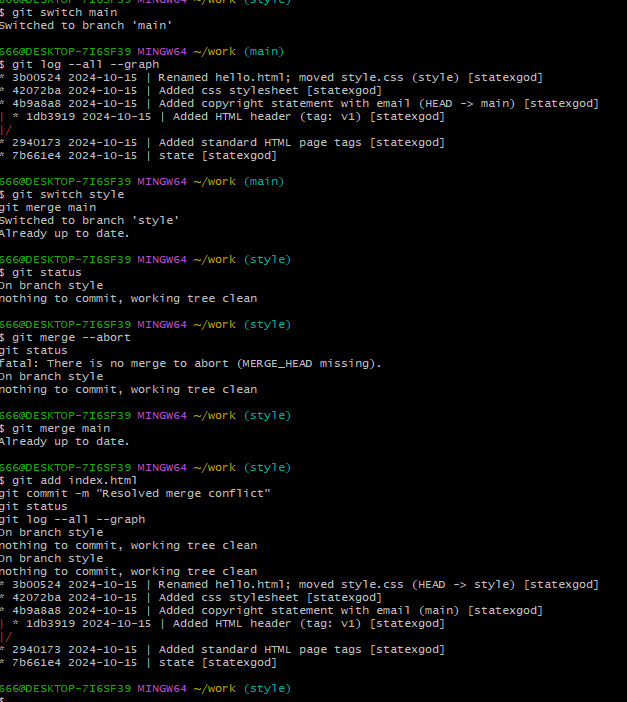 $ git switch main
Switched to branch 'main'
666@DESKTOP-7I6SF39 MINGW64 ~/work (main)
$ git log --all --graph
* 3b00524 2024-10-15 | Renamed hello.html; moved style.css (style) [statexgod]
* 42072ba 2024-10-15 | Added css stylesheet [statexgod]
* 4b9a8a8 2024-10-15 | Added copyright statement with email (HEAD -> main) [statexgod]
| * 1db3919 2024-10-15 | Added HTML header (tag: v1) [statexgod]
|/
* 2940173 2024-10-15 | Added standard HTML page tags [statexgod]
* 7b661e4 2024-10-15 | state [statexgod]
666@DESKTOP-7I6SF39 MINGW64 ~/work (main)
$ git switch style
git merge main
Switched to branch 'style'
Already up to date.
666@DESKTOP-7I6SF39 MINGW64 ~/work (style)
$ git status
On branch style
nothing to commit, working tree clean
666@DESKTOP-7I6SF39 MINGW64 ~/work (style)
$ git merge --abort
git status
fatal: There is no merge to abort (MERGE_HEAD missing).
On branch style
nothing to commit, working tree clean
666@DESKTOP-7I6SF39 MINGW64 ~/work (style)
$ git merge main
Already up to date.
666@DESKTOP-7I6SF39 MINGW64 ~/work (style)
$ git add index.html
git commit -m "Resolved merge conflict"
git status
git log --all --graph
On branch style
nothing to commit, working tree clean
On branch style
nothing to commit, working tree clean
* 3b00524 2024-10-15 | Renamed hello.html; moved style.css (HEAD -> style) [statexgod]
* 42072ba 2024-10-15 | Added css stylesheet [statexgod]
* 4b9a8a8 2024-10-15 | Added copyright statement with email (main) [statexgod]
| * 1db3919 2024-10-15 | Added HTML header (tag: v1) [statexgod]
|/
* 2940173 2024-10-15 | Added standard HTML page tags [statexgod]
* 7b661e4 2024-10-15 | state [statexgod]
666@DESKTOP-7I6SF39 MINGW64 ~/work (style)
$